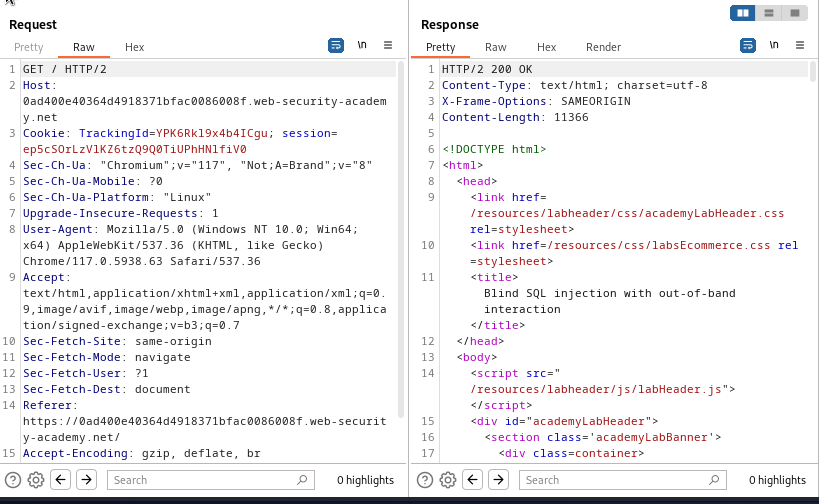 Request
Pretty Raw Hex \n
1 GET / HTTP/2
2 Host:
0ad400e40364d4918371bfac0086008f.web-security-academ
y.net
3 Cookie: TrackingId=YPK6Rkl9x4b4ICgu; session=
ep5cSOrLzV1KZ6tzQ9Q0TiUPhHN1fiV0
4 Sec-Ch-Ua: "Chromium";v="117", "Not;A=Brand";v="8"
5 Sec-Ch-Ua-Mobile: ?0
6 Sec-Ch-Ua-Platform: "Linux"
7 Upgrade-Insecure-Requests: 1
8 User-Agent: Mozilla/5.0 (Windows NT 10.0; Win64;
x64) AppleWebKit/537.36 (KHTML, like Gecko)
Chrome/117.0.5938.63 Safari/537.36
9 Accept:
text/html,application/xhtml+xml,application/xml;q=0.
9,image/avif,image/webp,image/apng,*/*;q=0.8,applica
tion/signed-exchange;v=b3;q=0.7
10 Sec-Fetch-Site: same-origin
11 Sec-Fetch-Mode: navigate
12 Sec-Fetch-User: ?1
13 Sec-Fetch-Dest: document
14 Referer:
https://0ad400e40364d4918371bfac0086008f.web-securit
y-academy.net/
15 Accept-Encoding: gzip, deflate, br
Search 0 highlights
Response
Pretty Raw Hex Render \n
1 HTTP/2 200 OK
2 Content-Type: text/html; charset=utf-8
3 X-Frame-Options: SAMEORIGIN
4 Content-Length: 11366
5
6 <!DOCTYPE html>
7 <html>
8 <head>
9 <link href=
/resources/labheader/css/academyLabHeader.css
rel=stylesheet>
10 <link href=/resources/css/labsEcommerce.css rel
=stylesheet>
11 <title>
Blind SQL injection with out-of-band
interaction
</title>
12 </head>
13 <body>
14 <script src="
/resources/labheader/js/labHeader.js">
</script>
15 <div id="academyLabHeader">
16 <section class='academyLabBanner'>
17 <div class=container>
Search 0 highlights